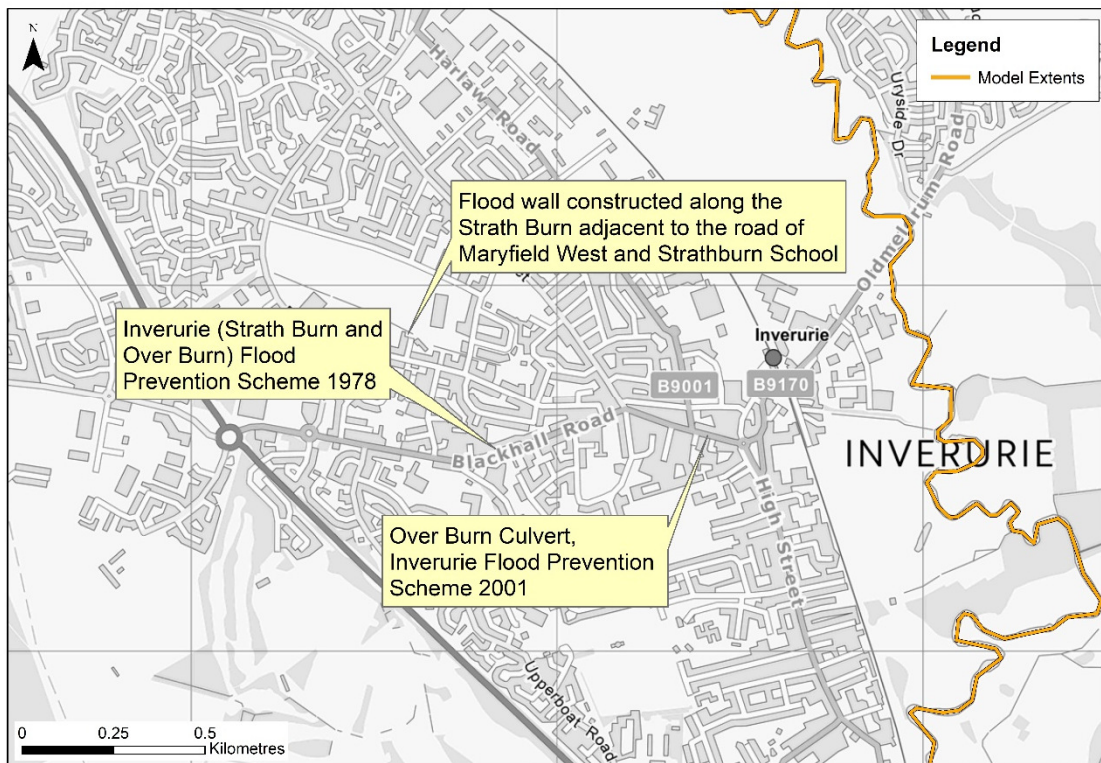 N
Legend
Model Extents
Harlaw Road
Uryside Dr
Oldmeldrum Road
Flood wall constructed along the
Strath Burn adjacent to the road of
Maryfield West and Strathburn School
Inverurie (Strath Burn and
Over Burn) Flood
Prevention Scheme 1978
Inverurie
B9001
B9170
Blackhall Road
INVERURIE
High Street
Over Burn Culvert,
Inverurie Flood Prevention
Scheme 2001
Upperboat Road
0 0.25 0.5
Kilometres